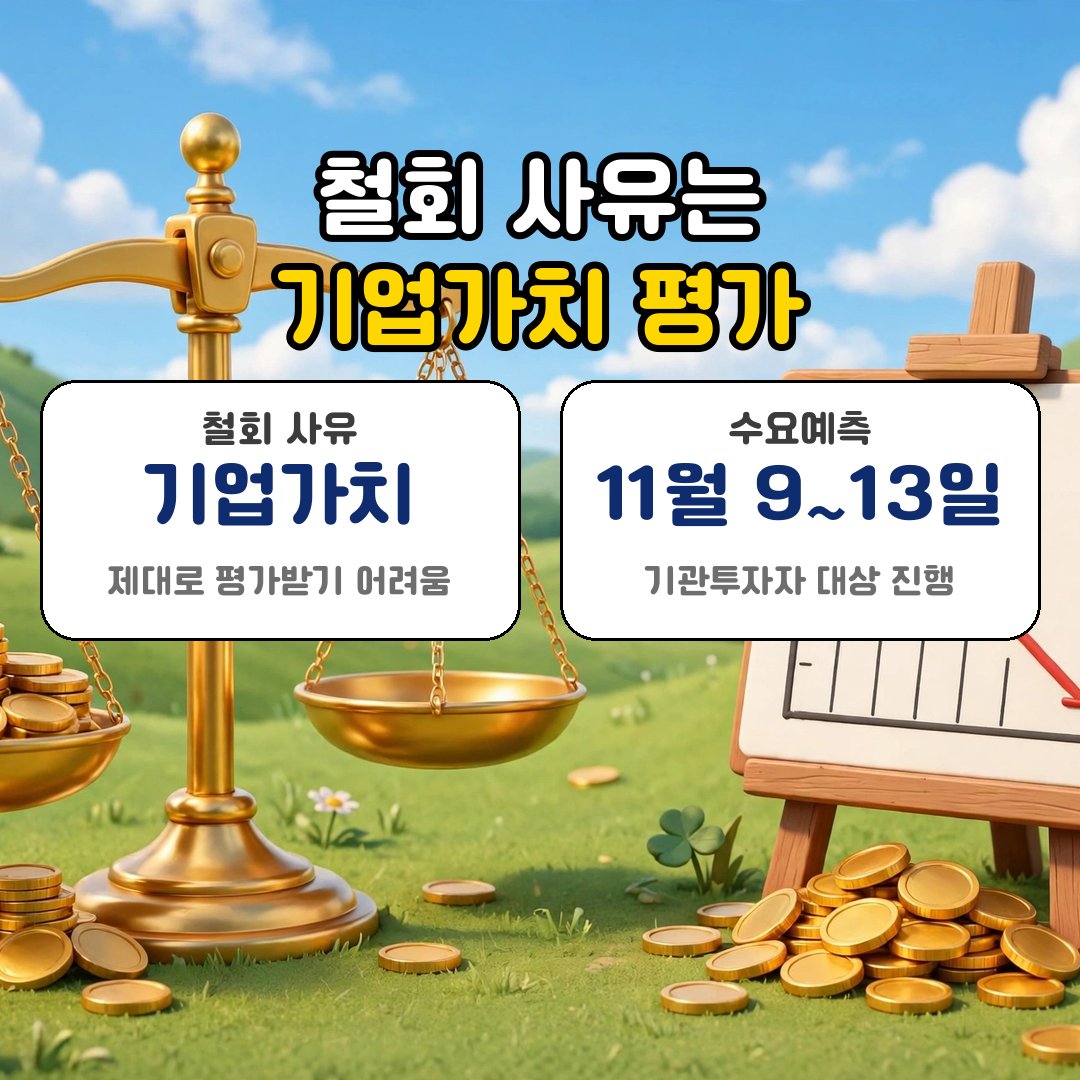 철회 사유는
기업가치 평가
철회 사유
기업가치
제대로 평가받기 어려움
수요예측
11월 9~13일
기관투자자 대상 진행